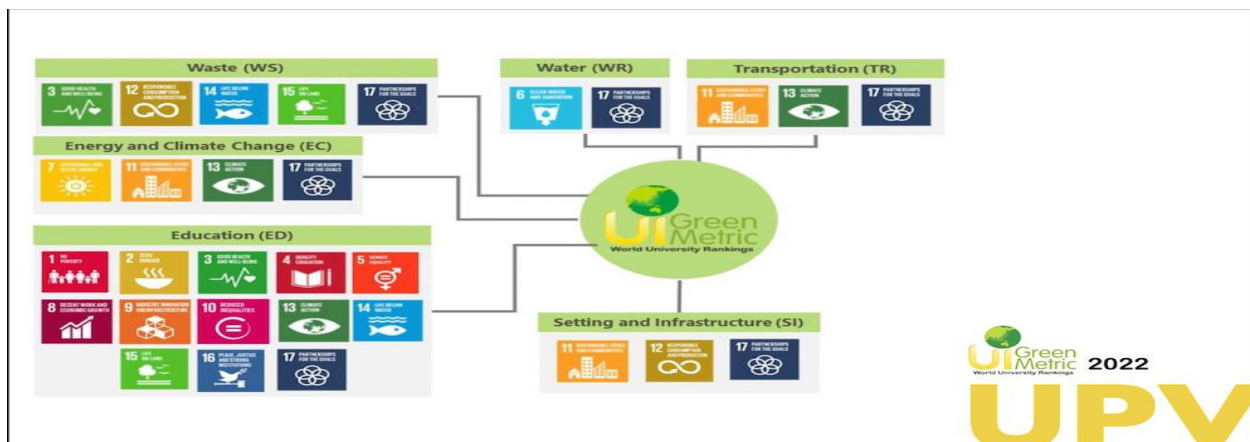 Waste (WS)
3 GOOD HEALTH AND WELL-BEING
12 RESPONSIBLE CONSUMPTION AND PRODUCTION
14 LIFE BELOW WATER
15 LIFE ON LAND
17 PARTNERSHIPS FOR THE GOALS
Water (WR)
6 CLEAN WATER AND SANITATION
17 PARTNERSHIPS FOR THE GOALS
Transportation (TR)
11 SUSTAINABLE CITIES AND COMMUNITIES
13 CLIMATE ACTION
17 PARTNERSHIPS FOR THE GOALS
Energy and Climate Change (EC)
7 AFFORDABLE AND CLEAN ENERGY
11 SUSTAINABLE CITIES AND COMMUNITIES
13 CLIMATE ACTION
17 PARTNERSHIPS FOR THE GOALS
UI Green
Metric
World University Rankings
Education (ED)
1 NO POVERTY
2 ZERO HUNGER
3 GOOD HEALTH AND WELL-BEING
4 QUALITY EDUCATION
5 GENDER EQUALITY
8 DECENT WORK AND ECONOMIC GROWTH
9 INDUSTRY, INNOVATION AND INFRASTRUCTURE
10 REDUCED INEQUALITIES
13 CLIMATE ACTION
14 LIFE BELOW WATER
15 LIFE ON LAND
16 PEACE, JUSTICE AND STRONG INSTITUTIONS
17 PARTNERSHIPS FOR THE GOALS
Setting and Infrastructure (SI)
11 SUSTAINABLE CITIES AND COMMUNITIES
12 RESPONSIBLE CONSUMPTION AND PRODUCTION
17 PARTNERSHIPS FOR THE GOALS
UI Green
Metric
World University Rankings
2022
UPV